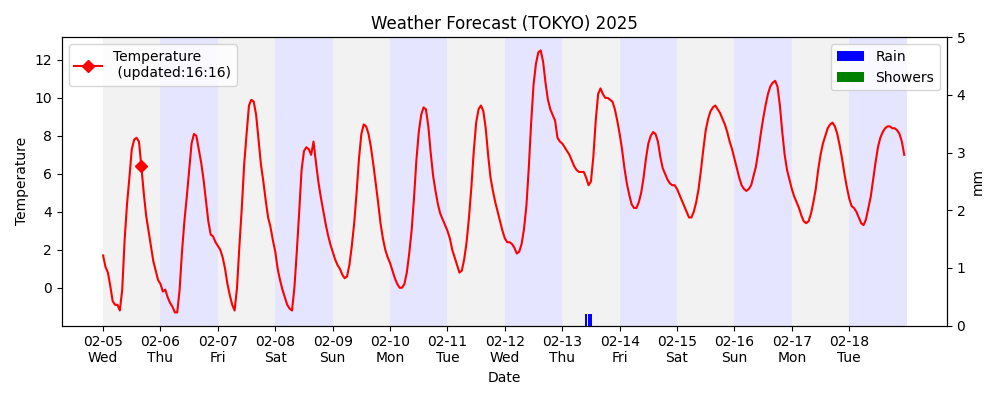 Weather Forecast (TOKYO) 2025
Temperature
(updated:16:16)
Rain
Showers
Temperature
12
10
8
6
4
2
0
5
4
3
2
1
0
mm
02-05 02-06 02-07 02-08 02-09 02-10 02-11 02-12 02-13 02-14 02-15 02-16 02-17 02-18
Wed Thu Fri Sat Sun Mon Tue Wed Thu Fri Sat Sun Mon Tue
Date